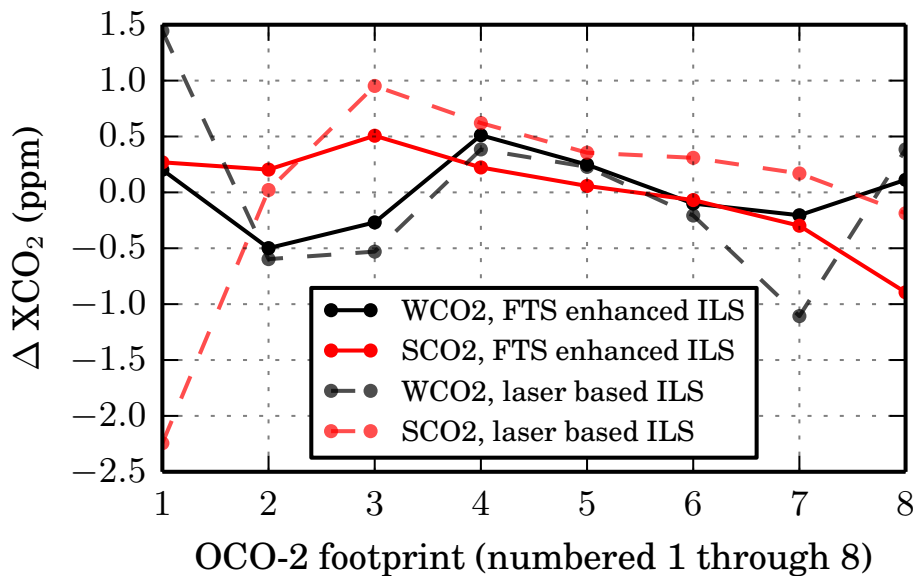 1.5
1.0
0.5
0.0
−0.5
−1.0
−1.5
−2.0
−2.5
Δ XCO₂ (ppm)
WCO2, FTS enhanced ILS
SCO2, FTS enhanced ILS
WCO2, laser based ILS
SCO2, laser based ILS
1 2 3 4 5 6 7 8
OCO-2 footprint (numbered 1 through 8)